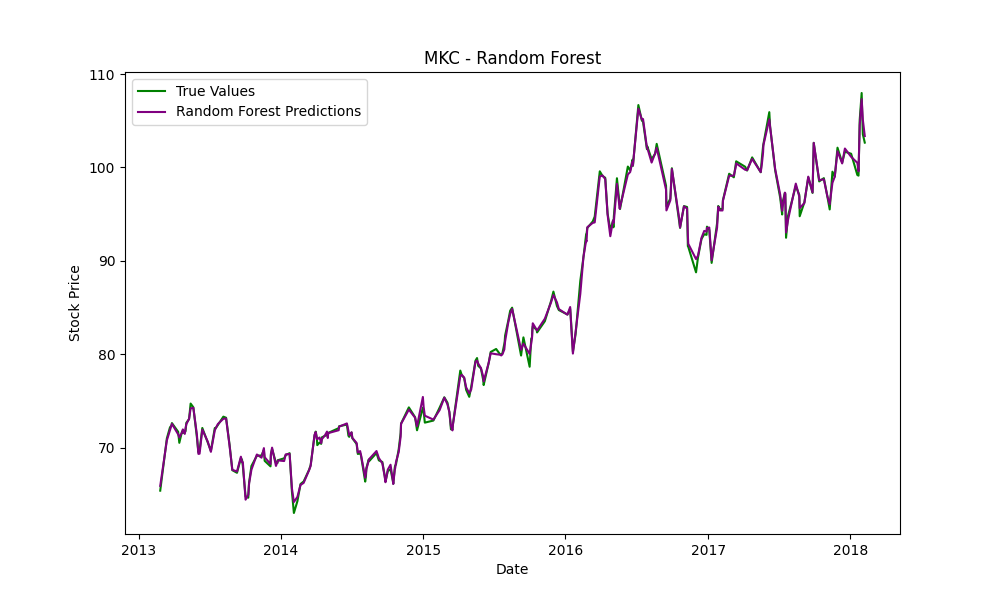 MKC - Random Forest
True Values
Random Forest Predictions
Stock Price
110
100
90
80
70
2013 2014 2015 2016 2017 2018
Date